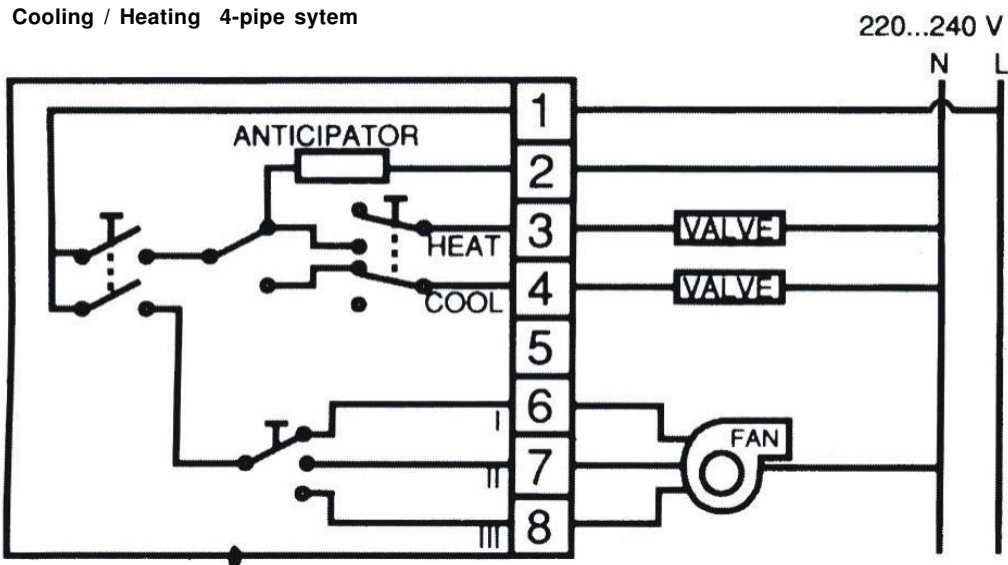 Cooling / Heating 4-pipe sytem
220...240 V
N L
ANTICIPATOR
1
2
HEAT 3 VALVE
COOL 4 VALVE
5
I 6
FAN
II 7
III 8